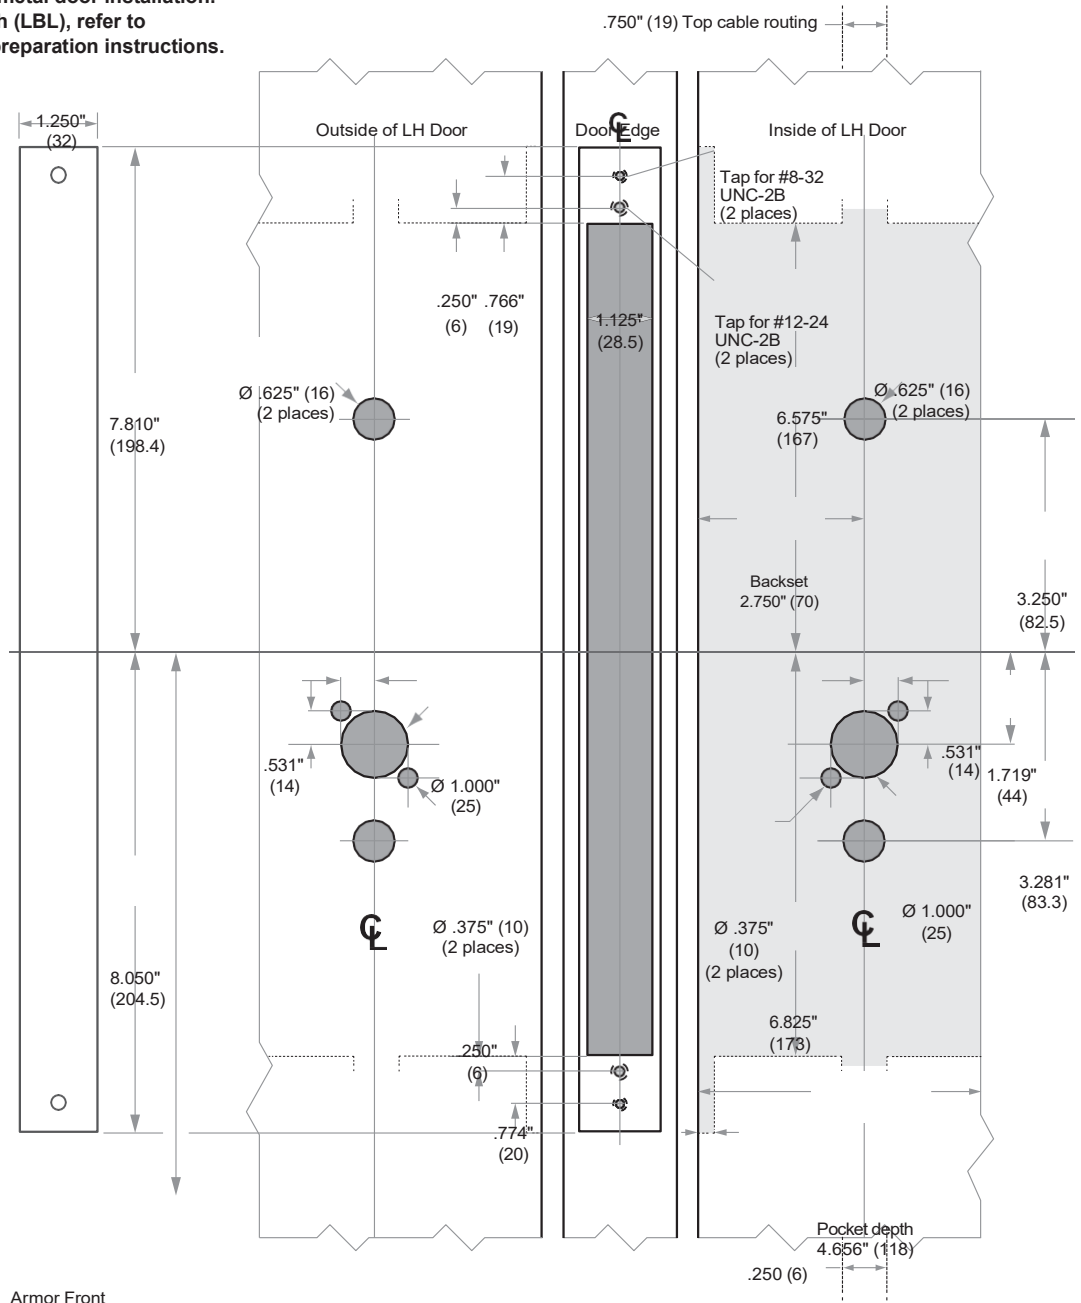 metal door installation.
h (LBL), refer to
preparation instructions.
.750" (19) Top cable routing
1.250"
(32)
Outside of LH Door
Door Edge
Inside of LH Door
℄
Tap for #8-32
UNC-2B
(2 places)
.250" .766"
(6) (19)
1.125"
(28.5)
Tap for #12-24
UNC-2B
(2 places)
Ø .625" (16)
(2 places)
Ø .625" (16)
(2 places)
7.810"
(198.4)
6.575"
(167)
Backset
2.750" (70)
3.250"
(82.5)
.531"
(14)
Ø 1.000"
(25)
.531"
(14)
1.719"
(44)
3.281"
(83.3)
℄
Ø .375" (10)
(2 places)
Ø .375"
(10)
(2 places)
℄
Ø 1.000"
(25)
8.050"
(204.5)
6.825"
(173)
.250"
(6)
.774"
(20)
Pocket depth
4.656" (118)
.250 (6)
Armor Front